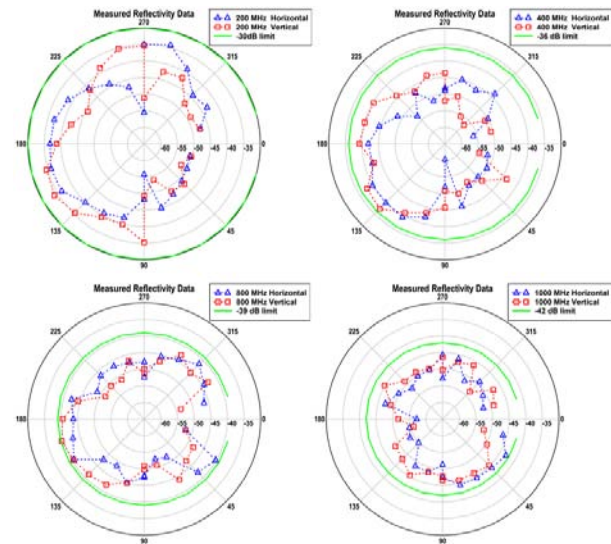 Measured Reflectivity Data
270
200 MHz Horizontal
200 MHz Vertical
-30dB limit
225
315
180
-60 -55 -50 -45 -40 -35
0
135
45
90
Measured Reflectivity Data
270
400 MHz Horizontal
400 MHz Vertical
-36 dB limit
225
315
180
-60 -55 -50 -45 -40 -35
0
135
45
90
Measured Reflectivity Data
270
800 MHz Horizontal
800 MHz Vertical
-39 dB limit
225
315
180
-60 -55 -50 -45 -40 -35
0
135
45
90
Measured Reflectivity Data
270
1000 MHz Horizontal
1000 MHz Vertical
-42 dB limit
225
315
180
-60 -55 -50 -45 -40 -35
0
135
45
90